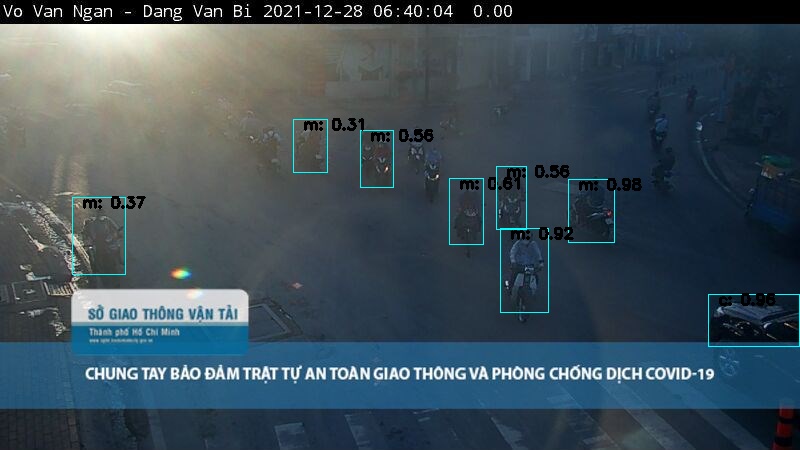 Vo Van Ngan - Dang Van Bi 2021-12-28 06:40:04 0.00
m: 0.31
m: 0.56
m: 0.56
m: 0.61
m: 0.98
m: 0.37
m: 0.92
c: 0.96
SỞ GIAO THÔNG VẬN TẢI
Thành phố Hồ Chí Minh
CHUNG TAY BẢO ĐẢM TRẬT TỰ AN TOÀN GIAO THÔNG VÀ PHÒNG CHỐNG DỊCH COVID-19